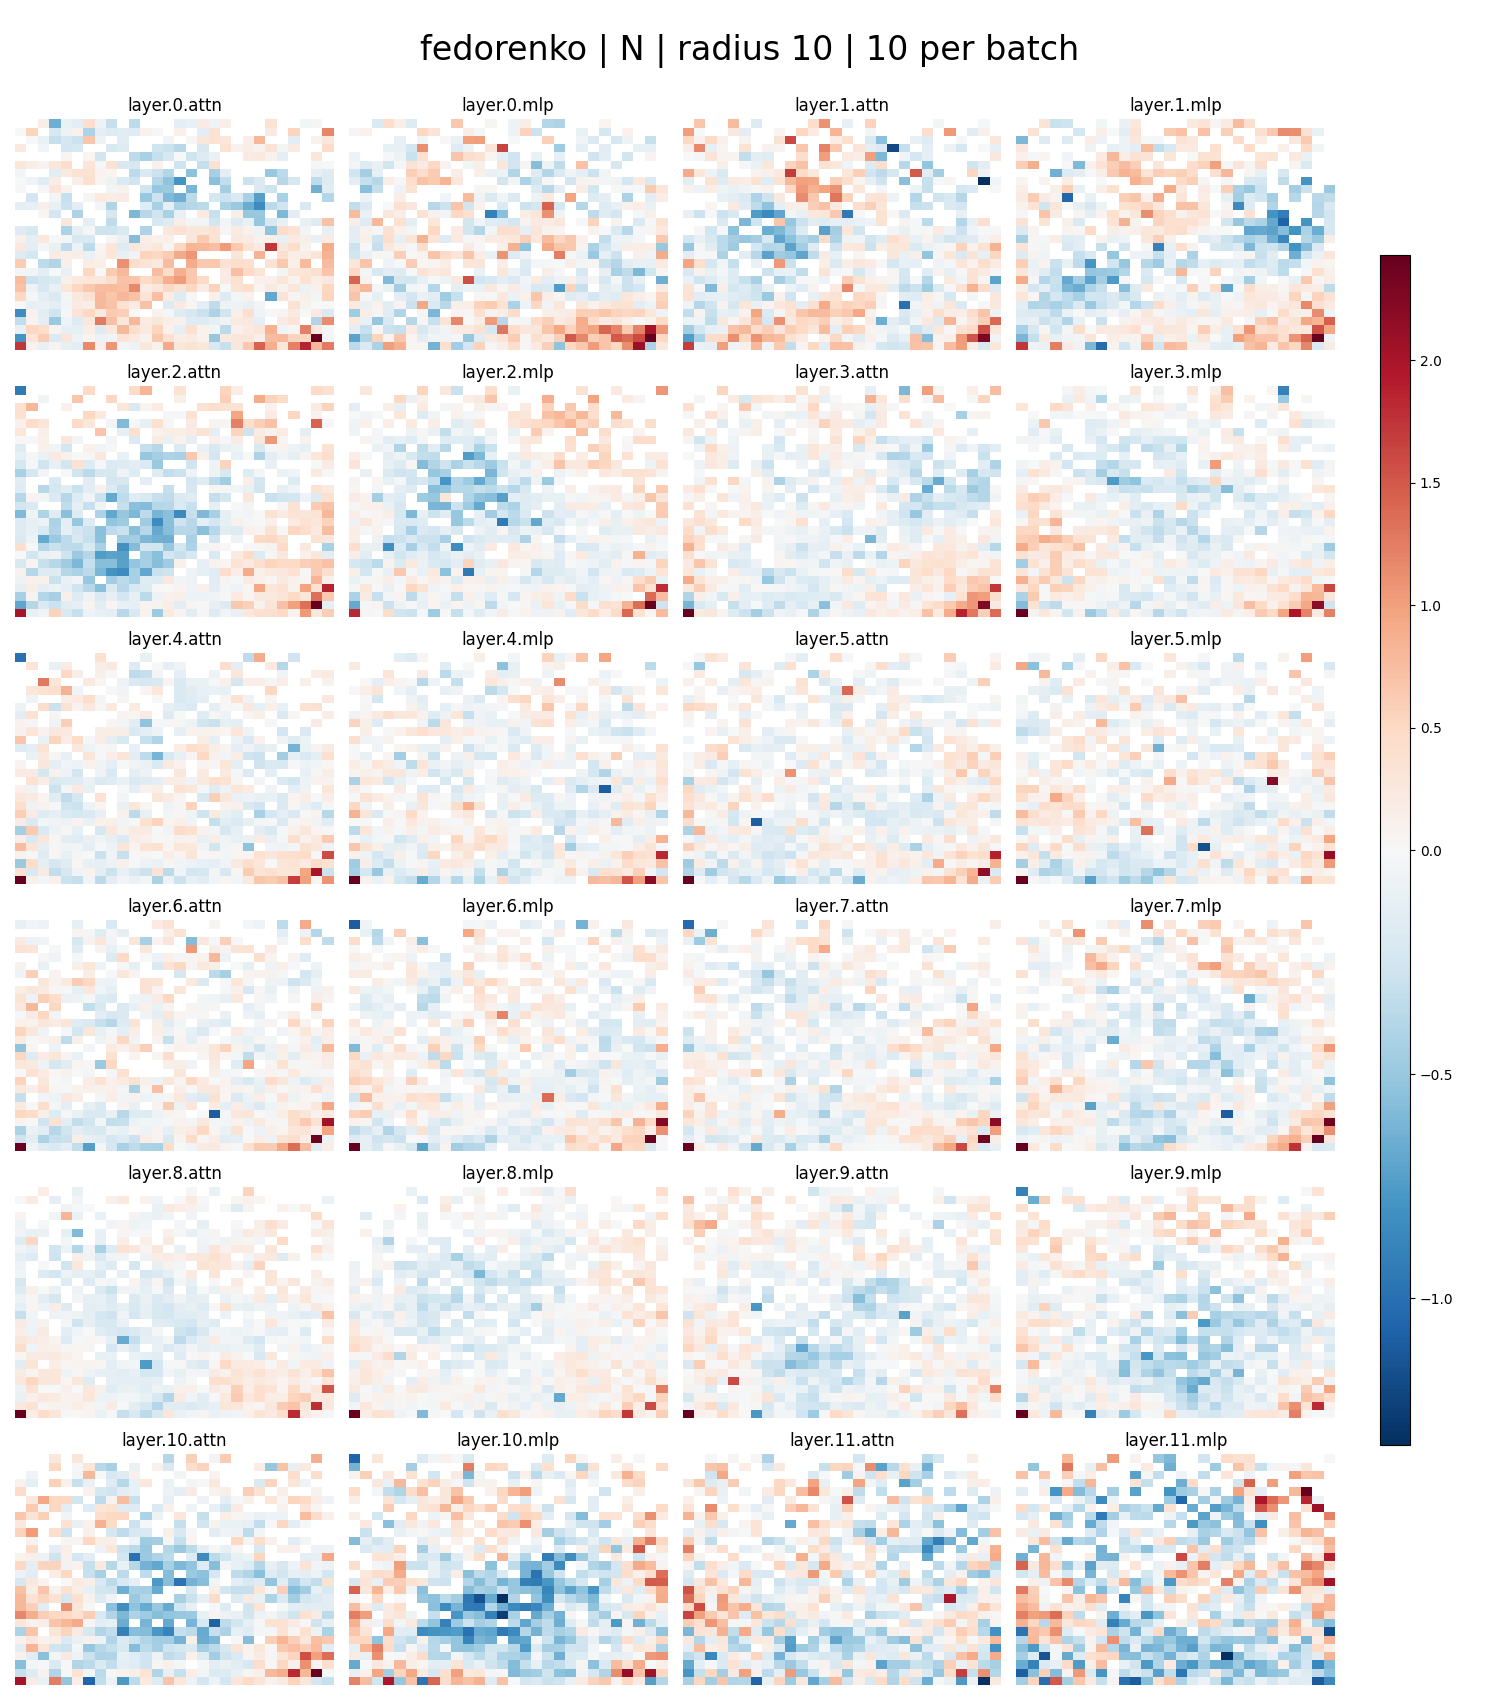 fedorenko | N | radius 10 | 10 per batch
layer.0.attn
layer.0.mlp
layer.1.attn
layer.1.mlp
layer.2.attn
layer.2.mlp
layer.3.attn
layer.3.mlp
layer.4.attn
layer.4.mlp
layer.5.attn
layer.5.mlp
layer.6.attn
layer.6.mlp
layer.7.attn
layer.7.mlp
layer.8.attn
layer.8.mlp
layer.9.attn
layer.9.mlp
layer.10.attn
layer.10.mlp
layer.11.attn
layer.11.mlp
2.0
1.5
1.0
0.5
0.0
−0.5
−1.0